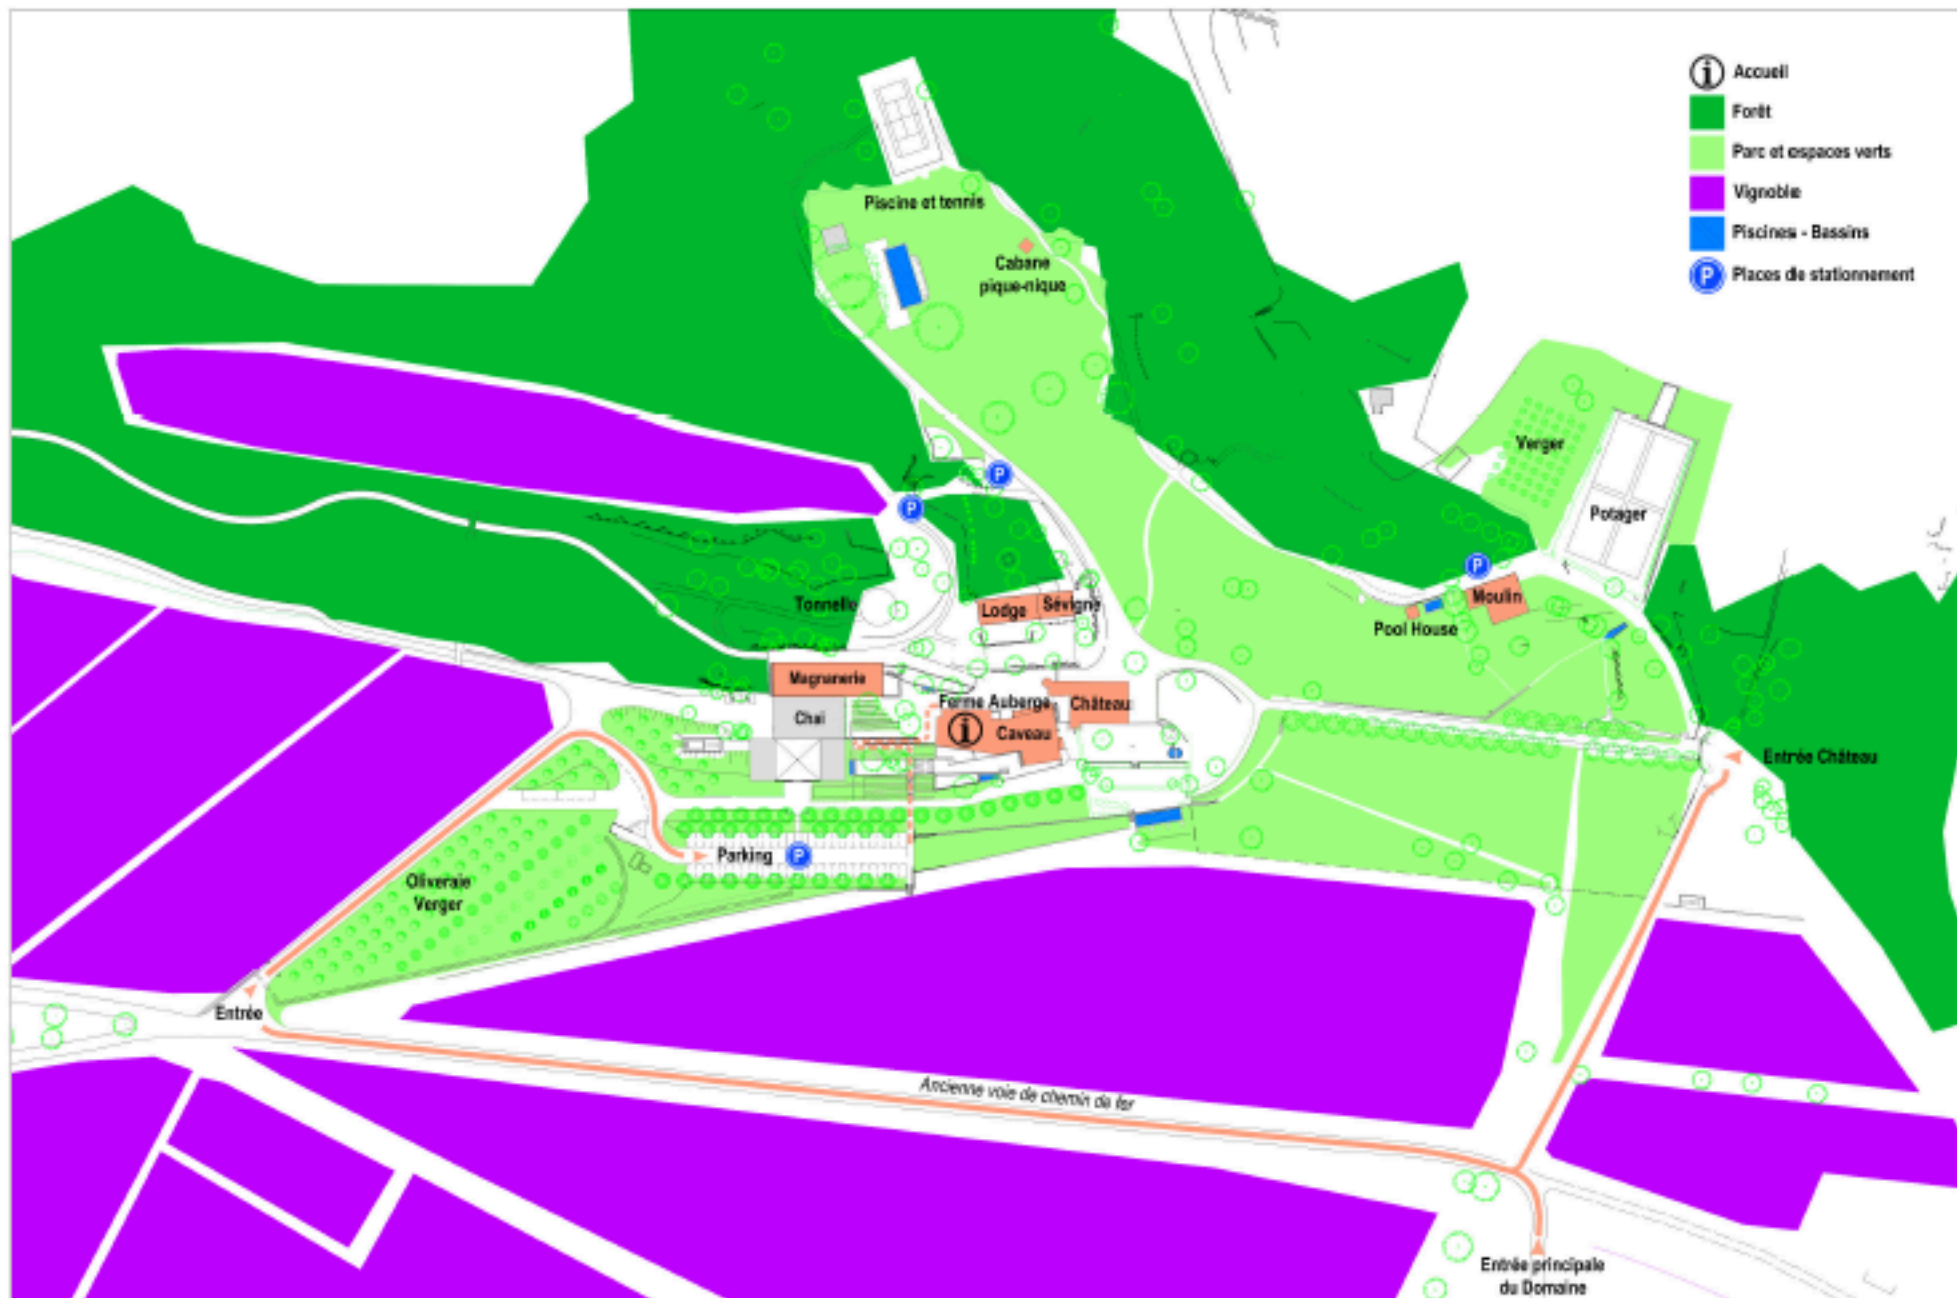 Accueil
Forêt
Parc et espaces verts
Vignoble
Piscines - Bassins
P
Places de stationnement
Piscine et tennis
Cabane
pique-nique
Verger
Potager
P
P
P
Moulin
Pool House
Tonnelle
Lodge
Sévigné
Magnanerie
Chai
Ferme Auberge
Château
Caveau
Entrée Château
Parking
P
Oliveraie
Verger
Entrée
Ancienne voie de chemin de fer
Entrée principale
du Domaine